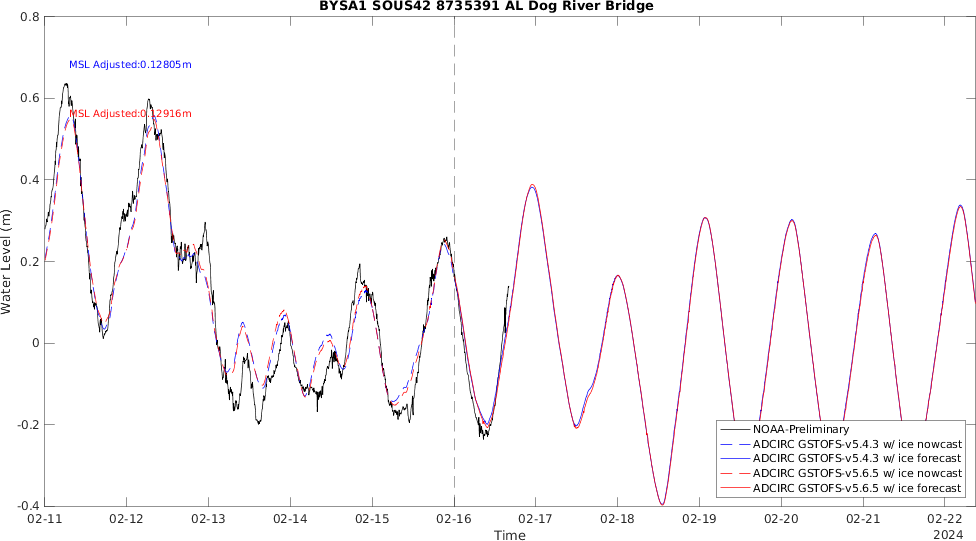 BYSA1 SOUS42 8735391 AL Dog River Bridge
0.8
MSL Adjusted:0.12805m
0.6
MSL Adjusted:0.12916m
0.4
0.2
0
-0.2
-0.4
Water Level (m)
NOAA-Preliminary
ADCIRC GSTOFS-v5.4.3 w/ ice nowcast
ADCIRC GSTOFS-v5.4.3 w/ ice forecast
ADCIRC GSTOFS-v5.6.5 w/ ice nowcast
ADCIRC GSTOFS-v5.6.5 w/ ice forecast
02-11 02-12 02-13 02-14 02-15 02-16 02-17 02-18 02-19 02-20 02-21 02-22
Time 2024